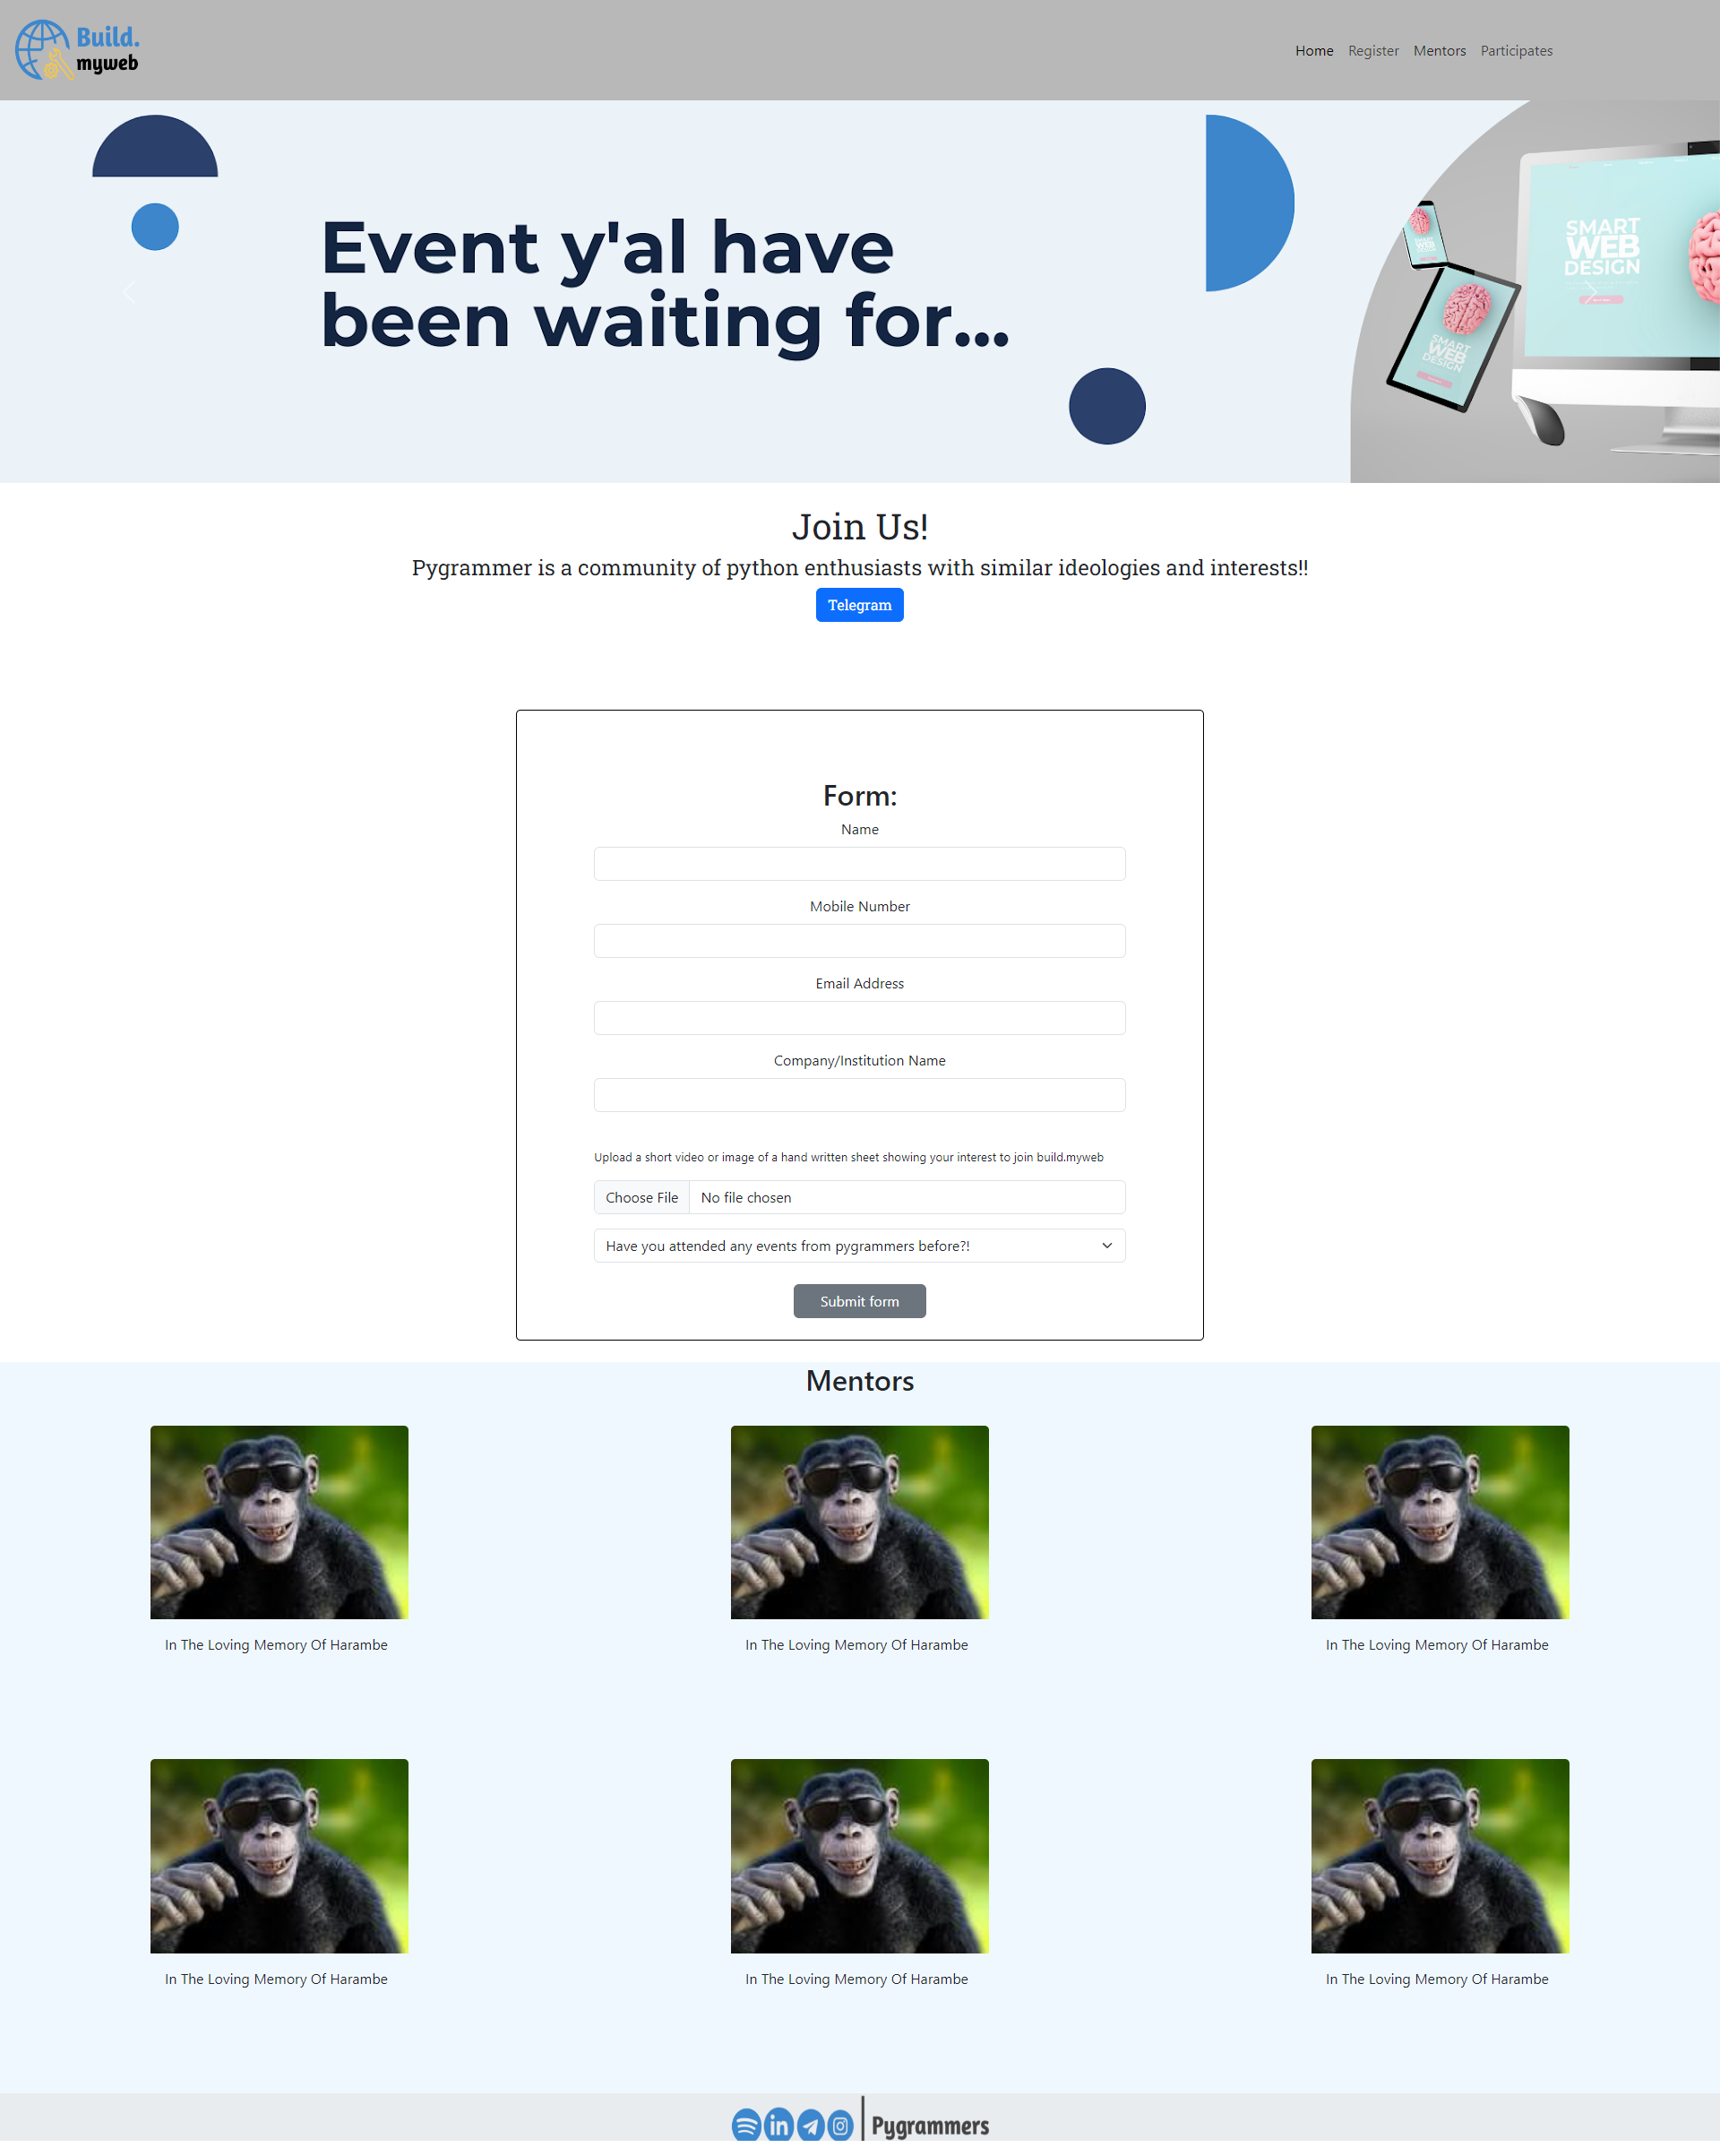 Build.
myweb
Home Register Mentors Participates
Event y'al have
been waiting for...
SMART
WEB
DESIGN
SMART
WEB
DESIGN
Join Us!
Pygrammer is a community of python enthusiasts with similar ideologies and interests!!
Telegram
Form:
Name
Mobile Number
Email Address
Company/Institution Name
Upload a short video or image of a hand written sheet showing your interest to join build.myweb
Choose File No file chosen
Have you attended any events from pygrammers before?!
Submit form
Mentors
In The Loving Memory Of Harambe
In The Loving Memory Of Harambe
In The Loving Memory Of Harambe
In The Loving Memory Of Harambe
In The Loving Memory Of Harambe
In The Loving Memory Of Harambe
in
Pygrammers